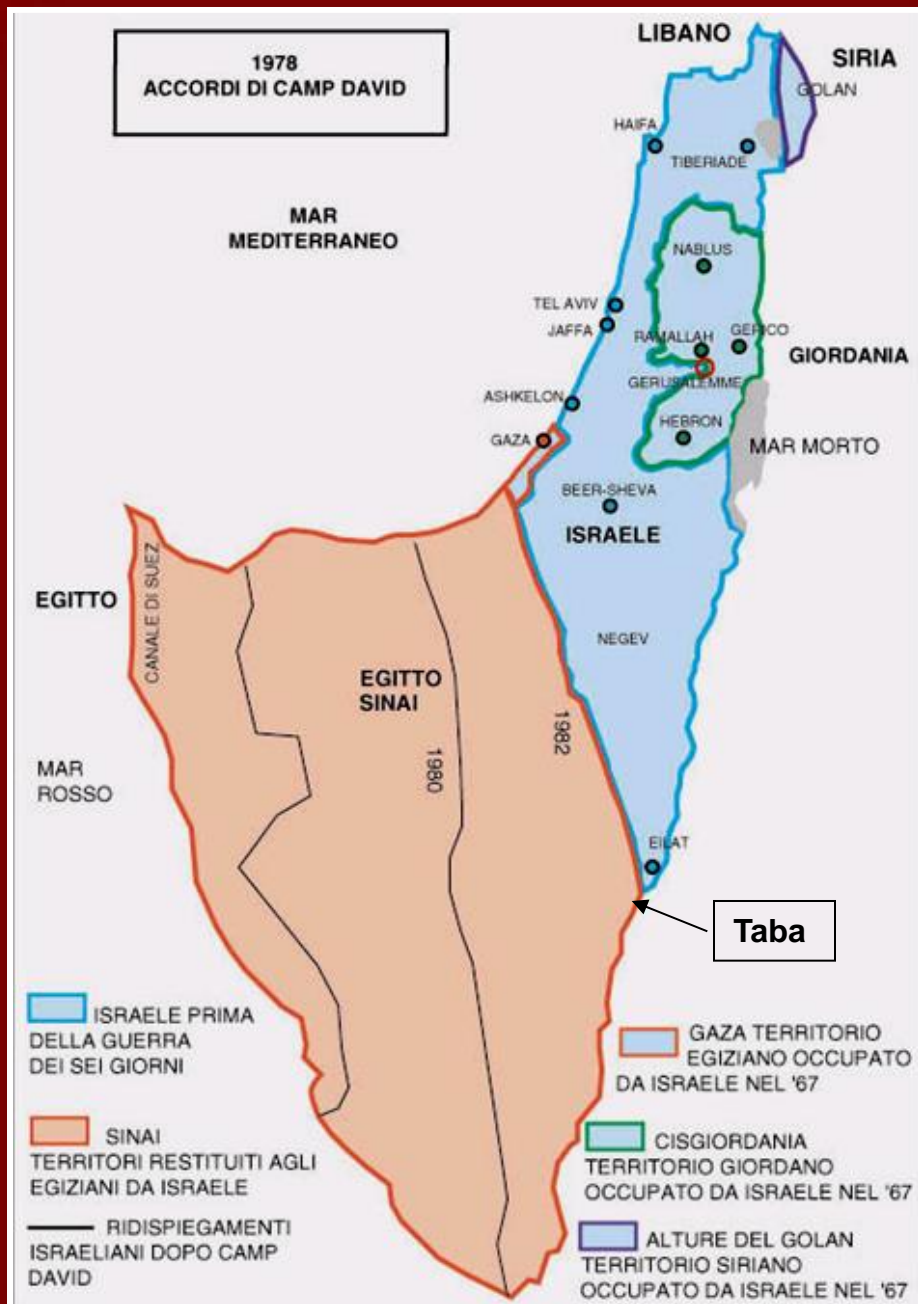 1978
ACCORDI DI CAMP DAVID
LIBANO
SIRIA
GOLAN
HAIFA
TIBERIADE
MAR
MEDITERRANEO
NABLUS
TEL AVIV
JAFFA
RAMALLAH
GERICO
GIORDANIA
GERUSALEMME
ASHKELON
HEBRON
GAZA
MAR MORTO
BEER-SHEVA
ISRAELE
EGITTO
CANALE DI SUEZ
NEGEV
EGITTO
SINAI
1980
1982
MAR
ROSSO
EILAT
Taba
ISRAELE PRIMA
DELLA GUERRA
DEI SEI GIORNI
SINAI
TERRITORI RESTITUITI AGLI
EGIZIANI DA ISRAELE
RIDISPIEGAMENTI
ISRAELIANI DOPO CAMP
DAVID
GAZA TERRITORIO
EGIZIANO OCCUPATO
DA ISRAELE NEL '67
CISGIORDANIA
TERRITORIO GIORDANO
OCCUPATO DA ISRAELE NEL '67
ALTURE DEL GOLAN
TERRITORIO SIRIANO
OCCUPATO DA ISRAELE NEL '67